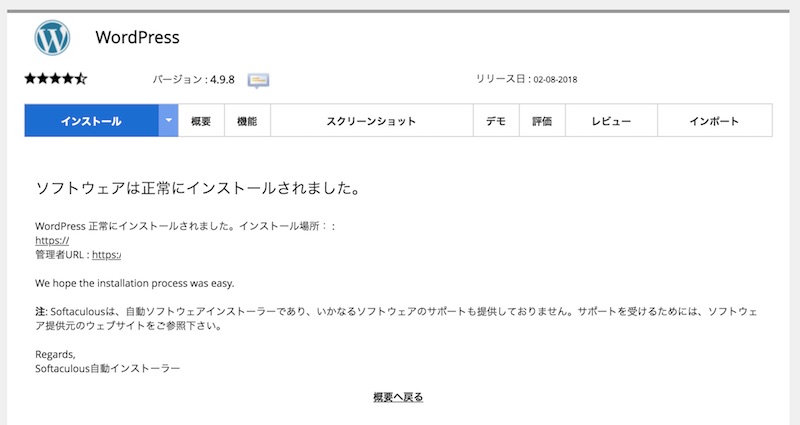 WordPress
バージョン : 4.9.8
リリース日 : 02-08-2018
インストール
概要
機能
スクリーンショット
デモ
評価
レビュー
インポート
ソフトウェアは正常にインストールされました。
WordPress 正常にインストールされました。インストール場所： :
https://
管理者URL : https:/
We hope the installation process was easy.
注: Softaculousは、自動ソフトウェアインストーラーであり、いかなるソフトウェアのサポートも提供しておりません。サポートを受けるためには、ソフトウェ
ア提供元のウェブサイトをご参照下さい。
Regards,
Softaculous自動インストーラー
概要へ戻る